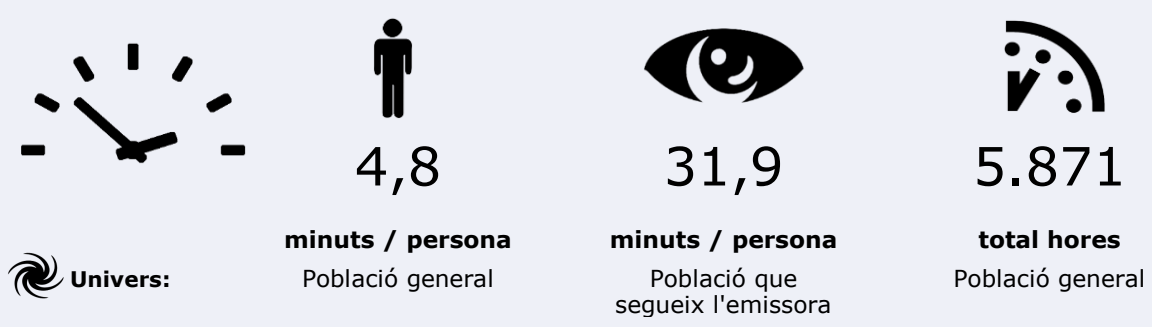 4,8
31,9
5.871
minuts / persona
minuts / persona
total hores
Univers:
Població general
Població que
segueix l'emissora
Població general